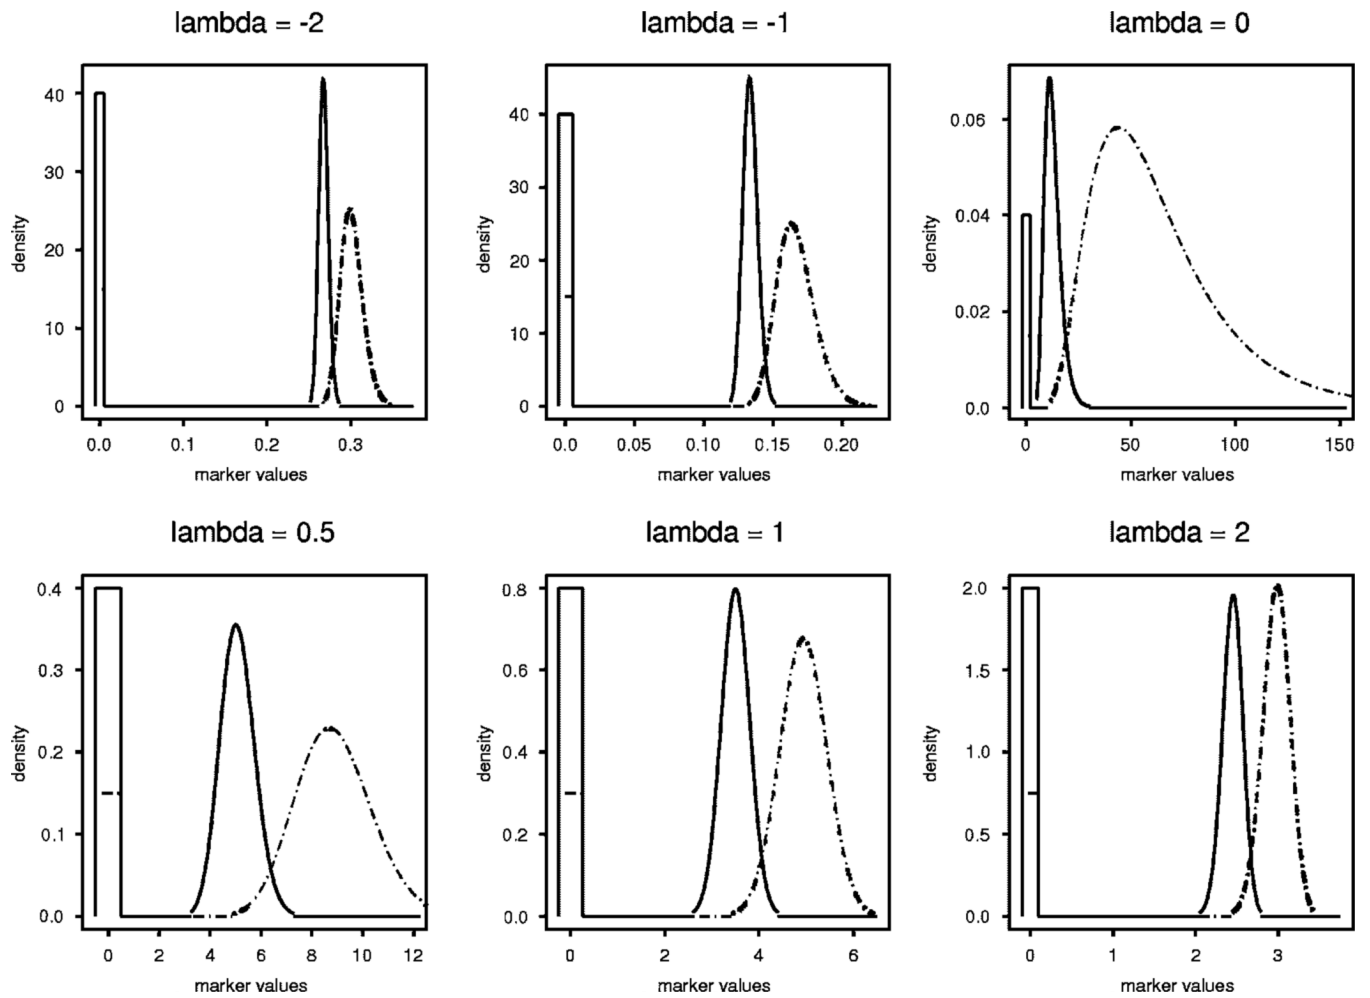 lambda = -2
density
40
30
20
10
0
0.0 0.1 0.2 0.3
marker values
lambda = -1
density
40
30
20
10
0
0.0 0.05 0.10 0.15 0.20
marker values
lambda = 0
density
0.06
0.04
0.02
0.0
0 50 100 150
marker values
lambda = 0.5
density
0.4
0.3
0.2
0.1
0.0
0 2 4 6 8 10 12
marker values
lambda = 1
density
0.8
0.6
0.4
0.2
0.0
0 2 4 6
marker values
lambda = 2
density
2.0
1.5
1.0
0.5
0.0
0 1 2 3
marker values